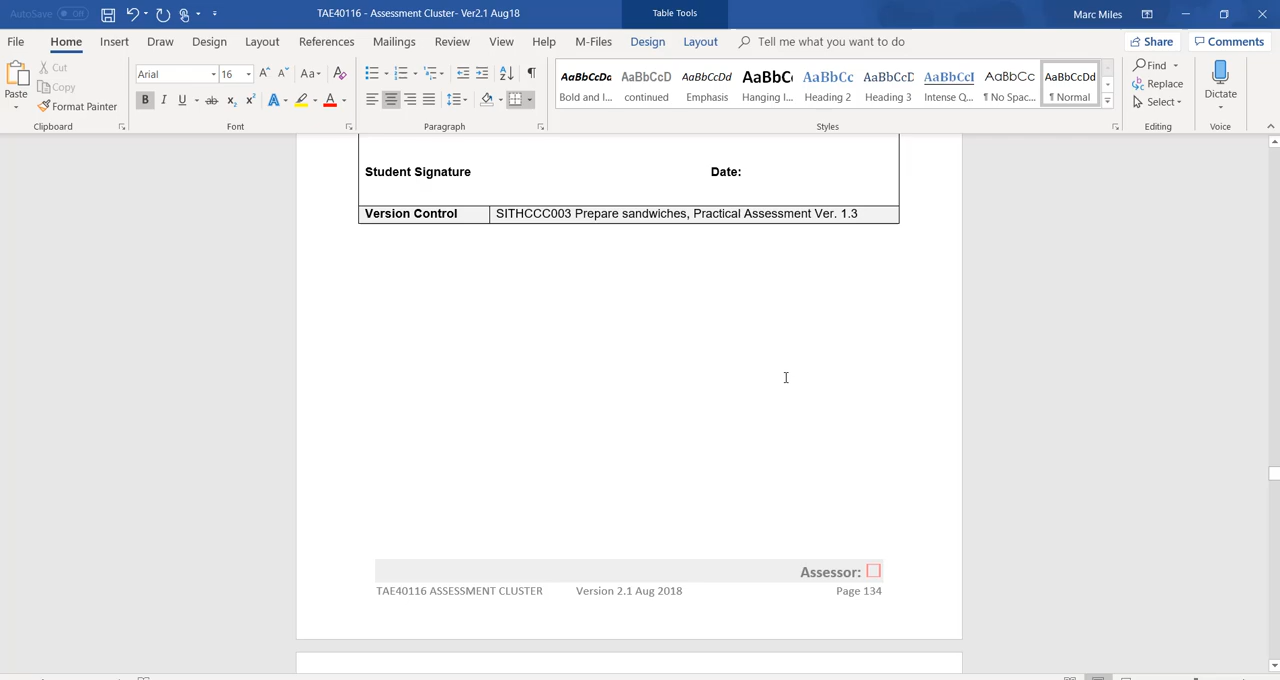 AutoSave Off
TAE40116 - Assessment Cluster- Ver2.1 Aug18
Table Tools
Marc Miles
File Home Insert Draw Design Layout References Mailings Review View Help M-Files Design Layout Tell me what you want to do Share Comments
Paste
Cut
Copy
Format Painter
Clipboard
Arial 16
Font
Paragraph
AaBbCcDc AaBbCcD AaBbCcDd AaBbC AaBbCc AaBbCcD AaBbCcI AaBbCc AaBbCcDd
Bold and I... continued Emphasis Hanging I... Heading 2 Heading 3 Intense Q... ¶ No Spac... ¶ Normal
Styles
Find
Replace
Select
Editing
Dictate
Voice
Student Signature Date:
Version Control SITHCCC003 Prepare sandwiches, Practical Assessment Ver. 1.3
Assessor:
TAE40116 ASSESSMENT CLUSTER Version 2.1 Aug 2018 Page 134